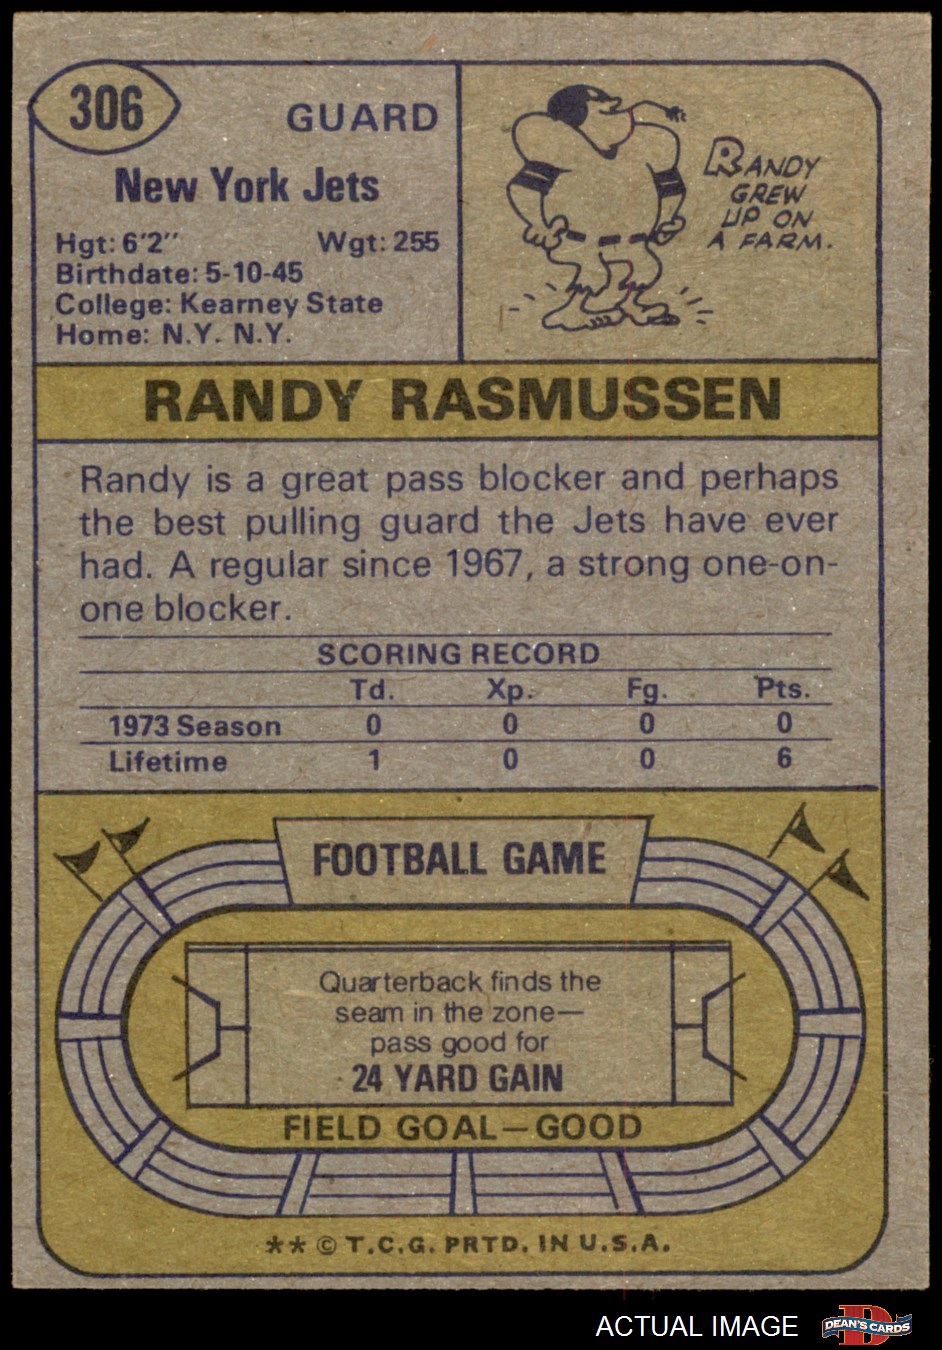 306
GUARD
New York Jets
Hgt: 6'2" Wgt: 255
Birthdate: 5-10-45
College: Kearney State
Home: N.Y. N.Y.
RANDY
GREW
UP ON
A FARM.
RANDY RASMUSSEN
Randy is a great pass blocker and perhaps
the best pulling guard the Jets have ever
had. A regular since 1967, a strong one-on-
one blocker.
SCORING RECORD
Td. Xp. Fg. Pts.
1973 Season 0 0 0 0
Lifetime 1 0 0 6
FOOTBALL GAME
Quarterback finds the
seam in the zone—
pass good for
24 YARD GAIN
FIELD GOAL—GOOD
** © T.C.G. PRTD. IN U.S.A.
ACTUAL IMAGE
DEAN'S CARDS